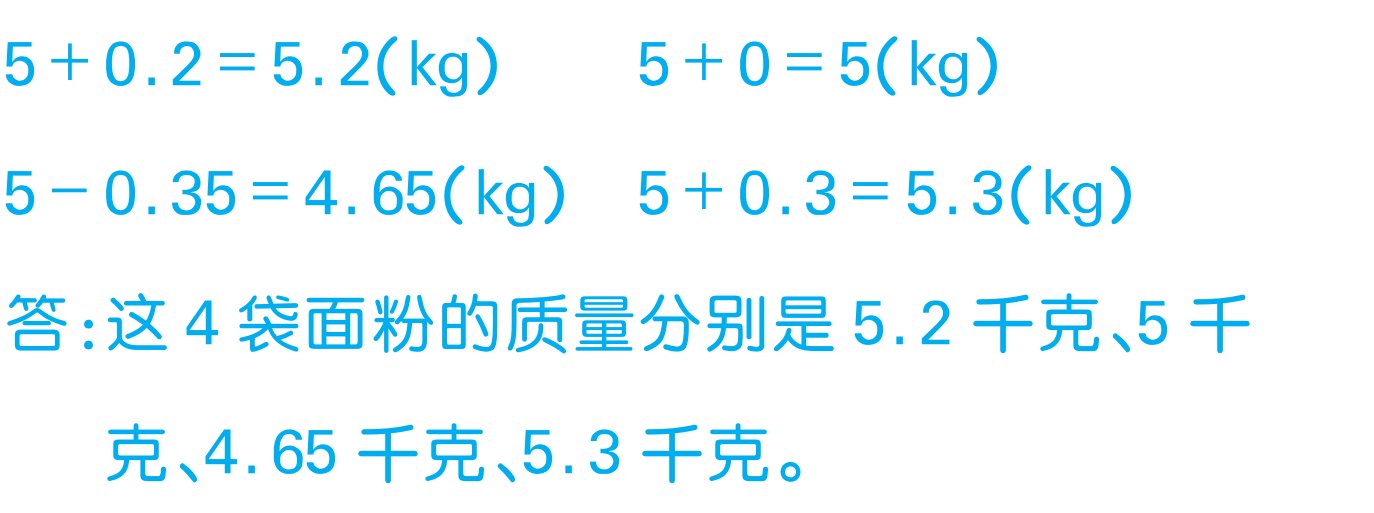 5+0.2=5.2(kg) 5+0=5(kg)
5-0.35=4.65(kg) 5+0.3=5.3(kg)
答:这4袋面粉的质量分别是5.2千克、5千
克、4.65千克、5.3千克。